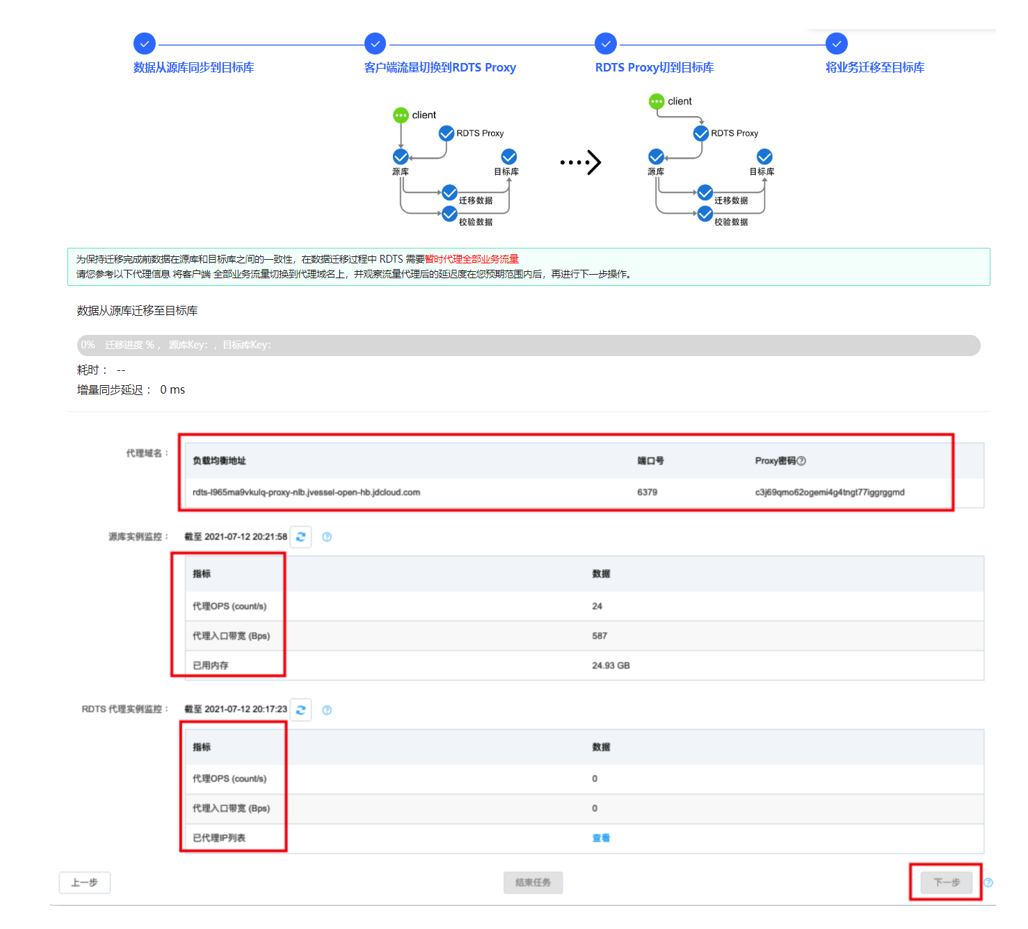 数据从源库同步到目标库 客户端流量切换到RDTS Proxy RDTS Proxy切到目标库 将业务迁移至目标库
client
RDTS Proxy
源库 目标库
迁移数据
校验数据
client
RDTS Proxy
源库 目标库
迁移数据
校验数据
为保持迁移完成前数据在源库和目标库之间的一致性，在数据迁移过程中 RDTS 需要暂时代理全部业务流量
请您参考以下代理信息 将客户端 全部业务流量切换到代理域名上，并观察流量代理后的延迟度在您预期范围内后，再进行下一步操作。
数据从源库迁移至目标库
0% 迁移进度 %， 源库Key: ，目标库Key:
耗时： --
增量同步延迟： 0 ms
代理域名：
负载均衡地址 端口号 Proxy密码
rdts-l965ma9vkulq-proxy-nlb.jvessel-open-hb.jdcloud.com 6379 c3j69qmo62ogemi4g4tngt77iggrggmd
源库实例监控： 截至 2021-07-12 20:21:58
指标 数据
代理OPS (count/s) 24
代理入口带宽 (Bps) 587
已用内存 24.93 GB
RDTS 代理实例监控： 截至 2021-07-12 20:17:23
指标 数据
代理OPS (count/s) 0
代理入口带宽 (Bps) 0
已代理IP列表 查看
上一步 结束任务 下一步